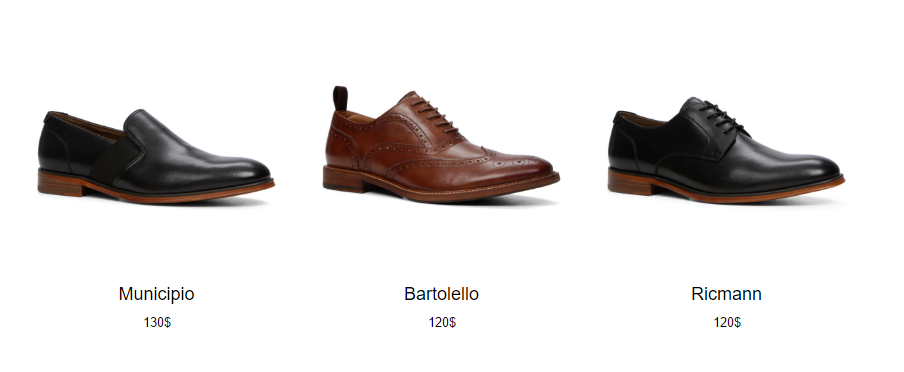 Municipio
Bartolello
Ricmann
130$
120$
120$